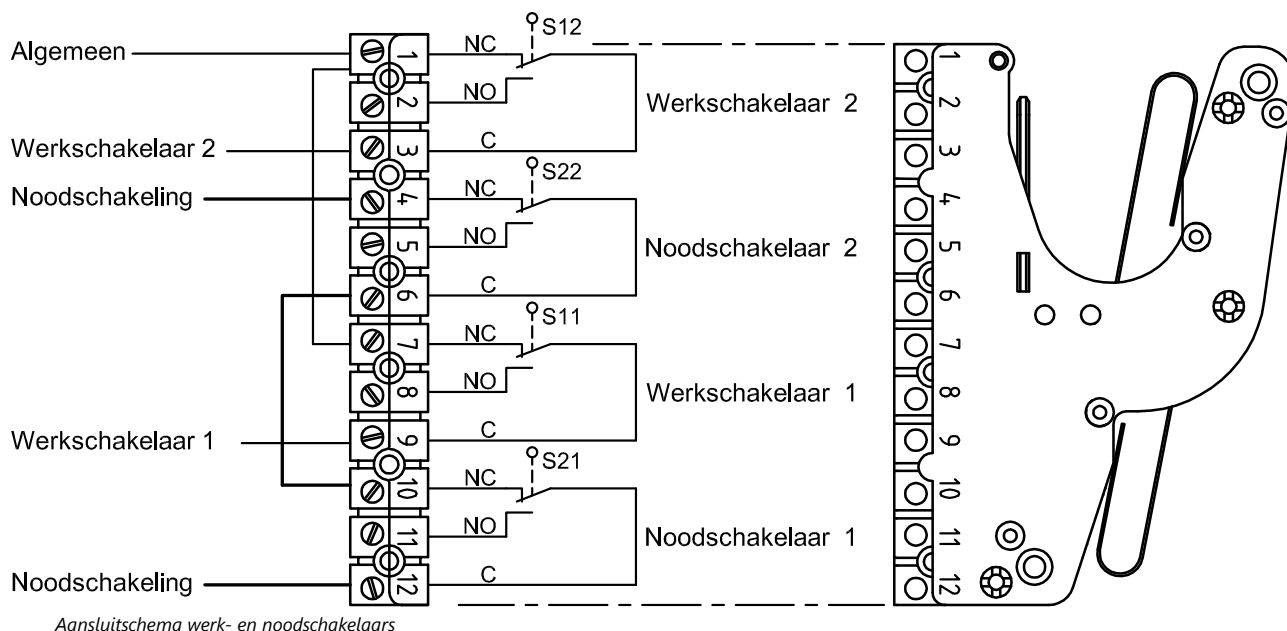 Algemeen
Werkschakelaar 2
Noodschakeling
Werkschakelaar 1
Noodschakeling
1
2
3
4
5
6
7
8
9
10
11
12
NC
S12
NO
C
Werkschakelaar 2
NC
S22
NO
C
Noodschakelaar 2
NC
S11
NO
C
Werkschakelaar 1
NC
S21
NO
C
Noodschakelaar 1
1
2
3
4
5
6
7
8
9
10
11
12
Aansluitschema werk- en noodschakelaars